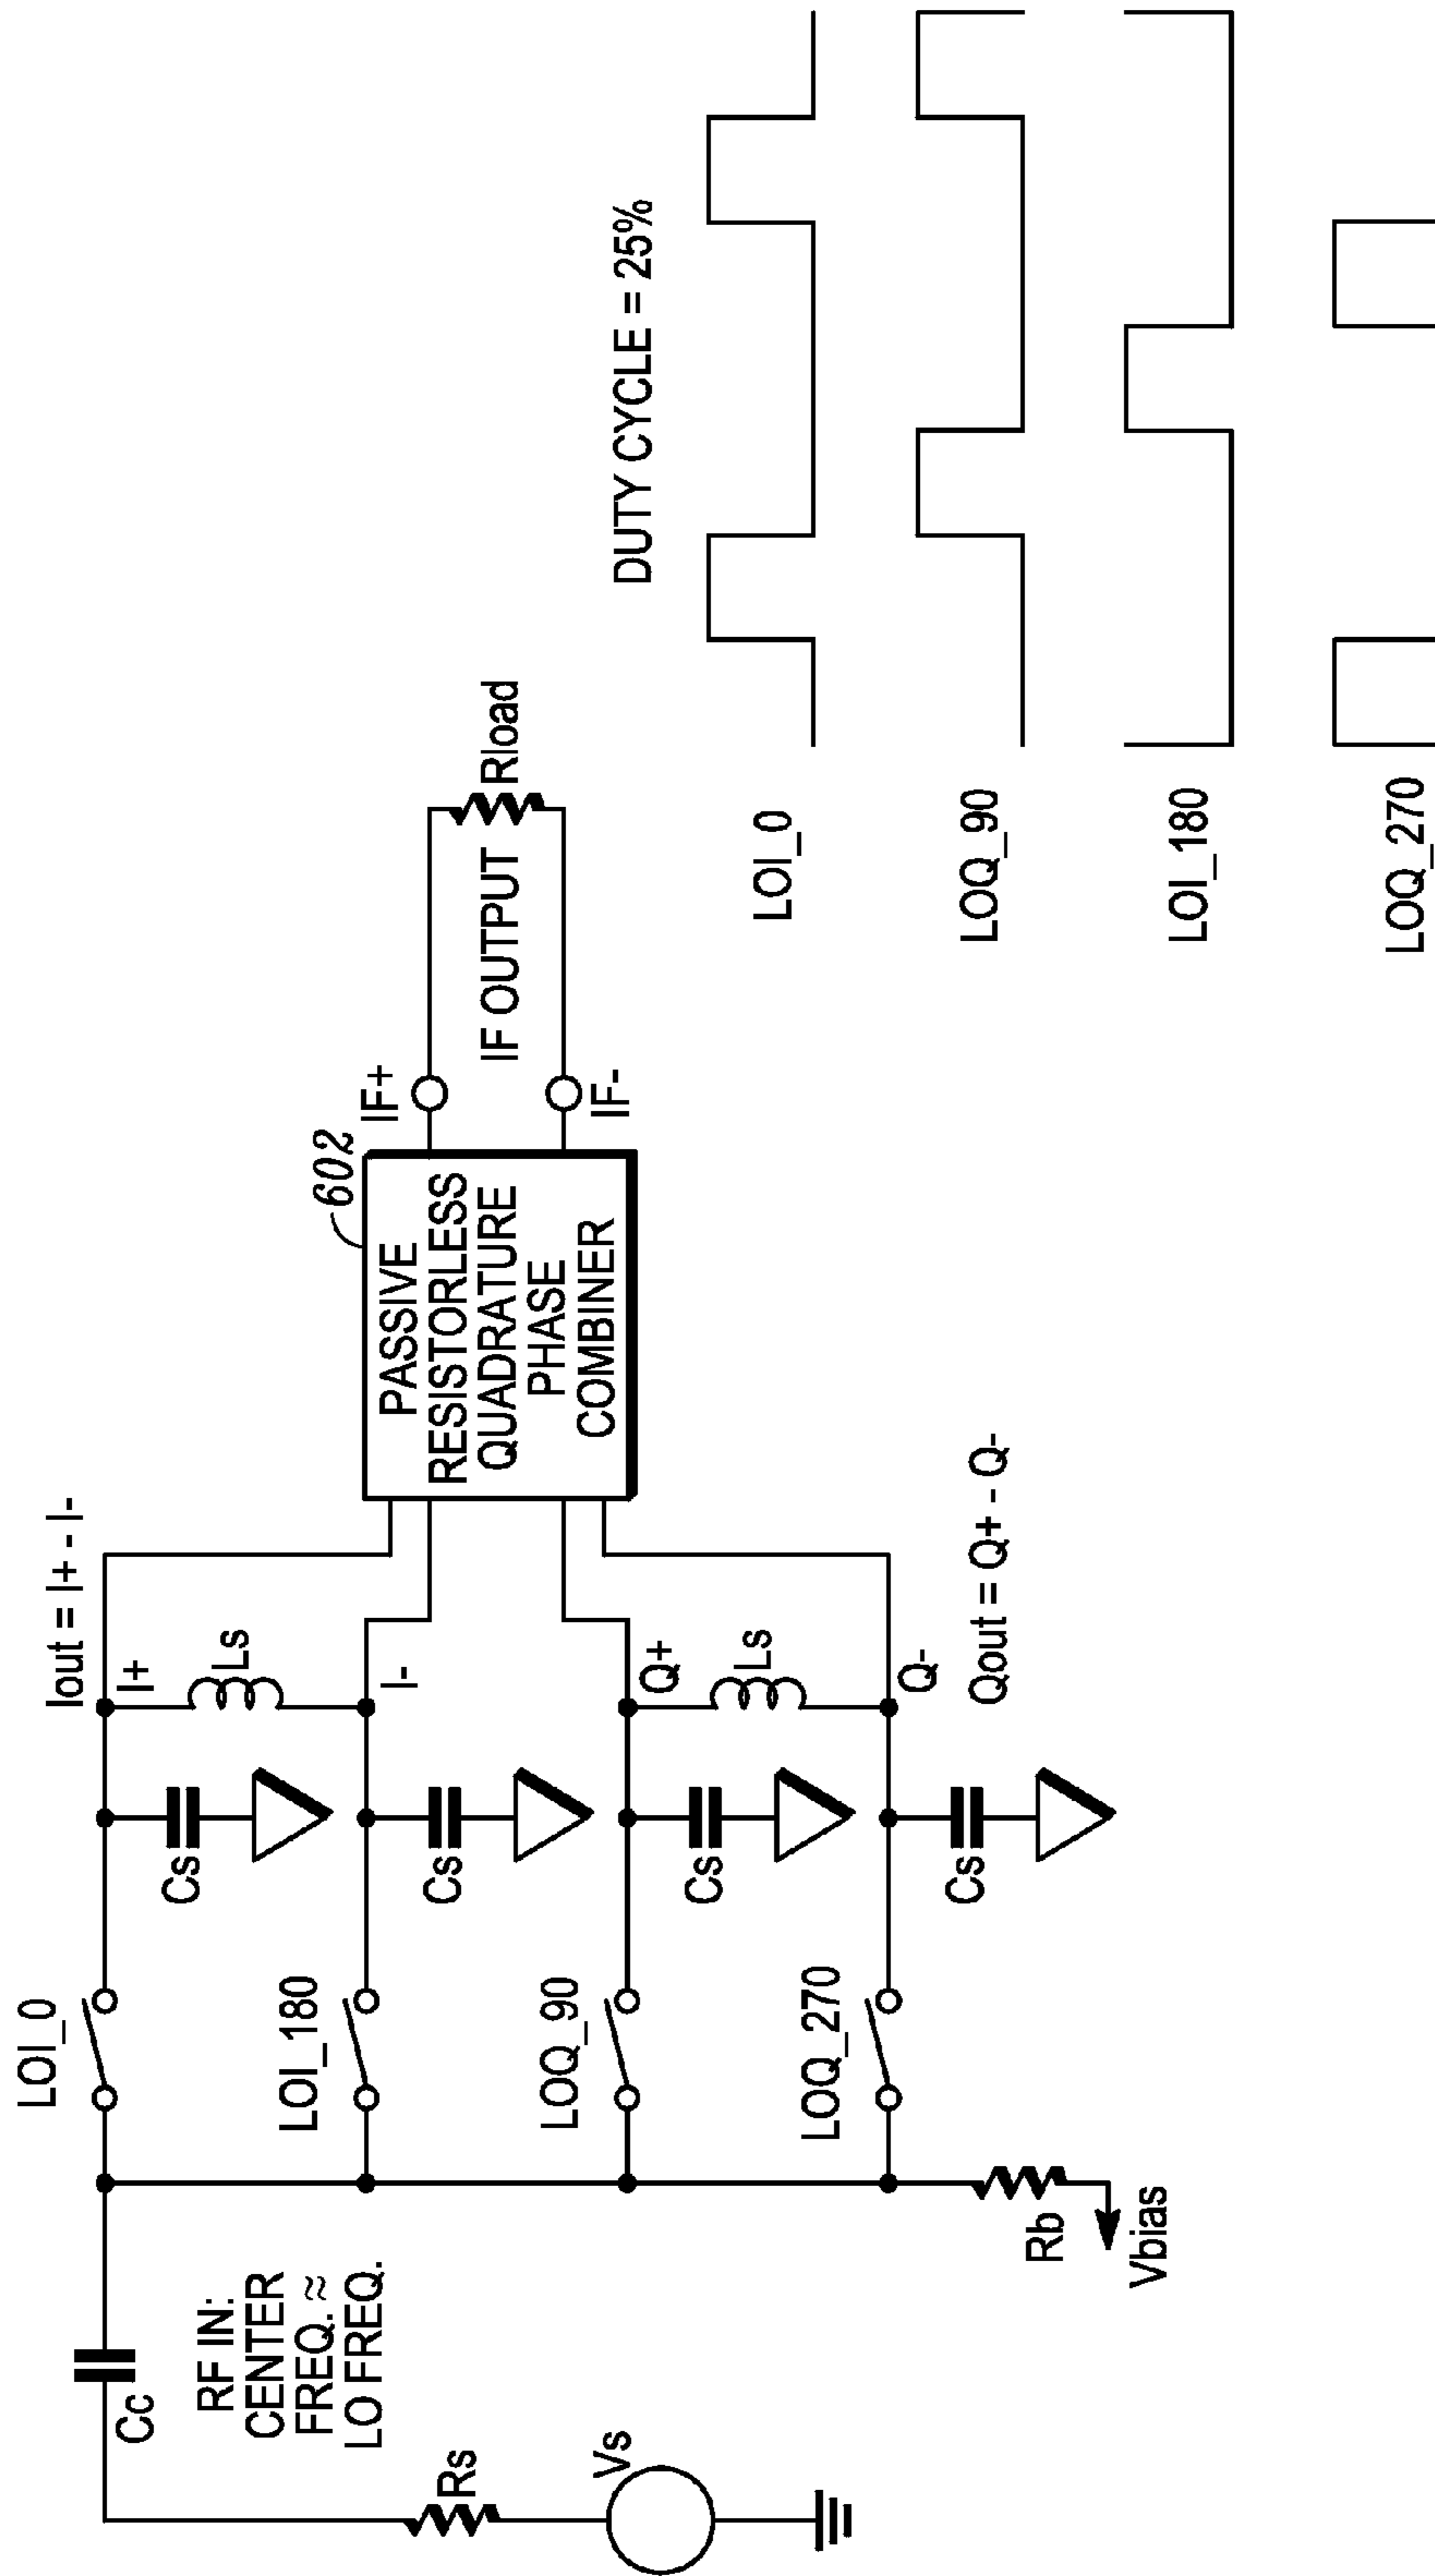 Cc
RF IN:
CENTER
FREQ. ≈
LO FREQ.
Rs
Vs
Rb
Vbias
LOI_0
LOI_180
LOQ_90
LOQ_270
Cs
Cs
Cs
Cs
Iout = I+ - I-
I+
Ls
I-
Q+
Ls
Q-
Qout = Q+ - Q-
602
PASSIVE
RESISTORLESS
QUADRATURE
PHASE
COMBINER
IF+
IF-
IF OUTPUT
Rload
DUTY CYCLE = 25%
LOI_0
LOQ_90
LOI_180
LOQ_270